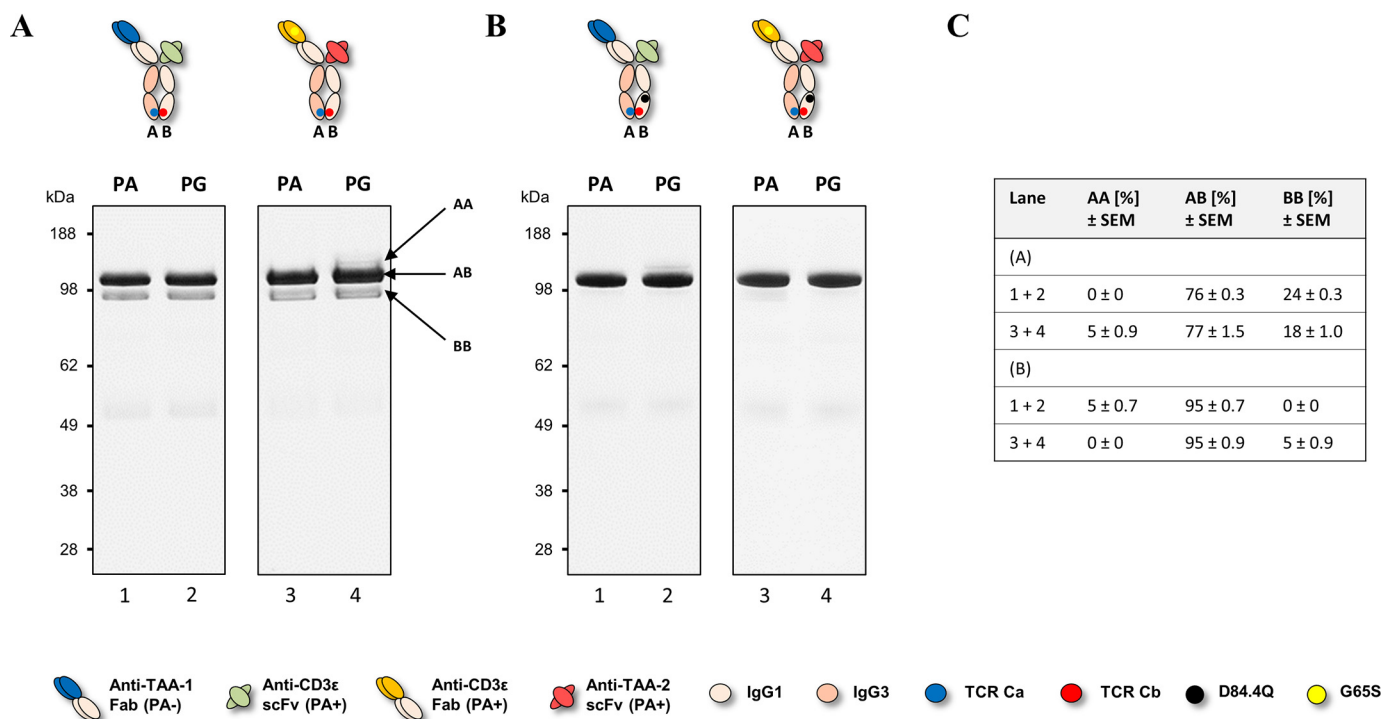 A
B
C
A B
A B
A B
A B
PA PG
PA PG
PA PG
PA PG
kDa
188
98
62
49
38
28
AA
AB
BB
kDa
188
98
62
49
38
28
1 2
3 4
1 2
3 4
Lane AA [%] ± SEM AB [%] ± SEM BB [%] ± SEM
(A)
1 + 2 0 ± 0 76 ± 0.3 24 ± 0.3
3 + 4 5 ± 0.9 77 ± 1.5 18 ± 1.0
(B)
1 + 2 5 ± 0.7 95 ± 0.7 0 ± 0
3 + 4 0 ± 0 95 ± 0.9 5 ± 0.9
Anti-TAA-1
Fab (PA-)
Anti-CD3ε
scFv (PA+)
Anti-CD3ε
Fab (PA+)
Anti-TAA-2
scFv (PA+)
IgG1
IgG3
TCR Ca
TCR Cb
D84.4Q
G65S